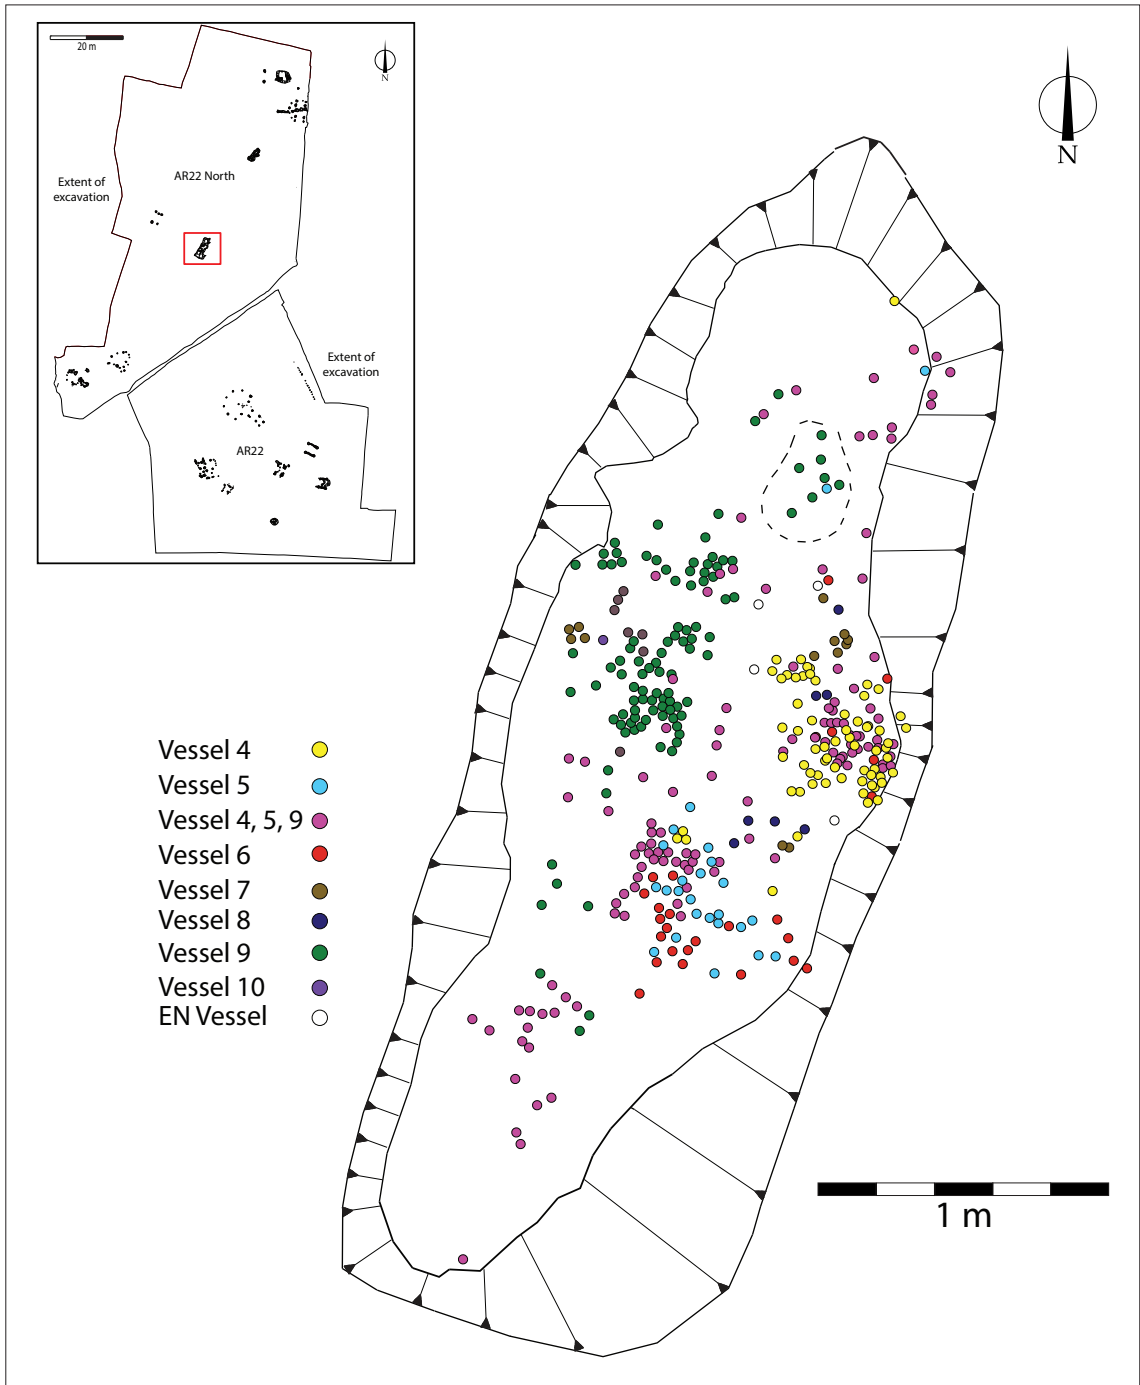 20 m
N
Extent of
excavation
AR22 North
Extent of
excavation
AR22
N
Vessel 4
Vessel 5
Vessel 4, 5, 9
Vessel 6
Vessel 7
Vessel 8
Vessel 9
Vessel 10
EN Vessel
1 m